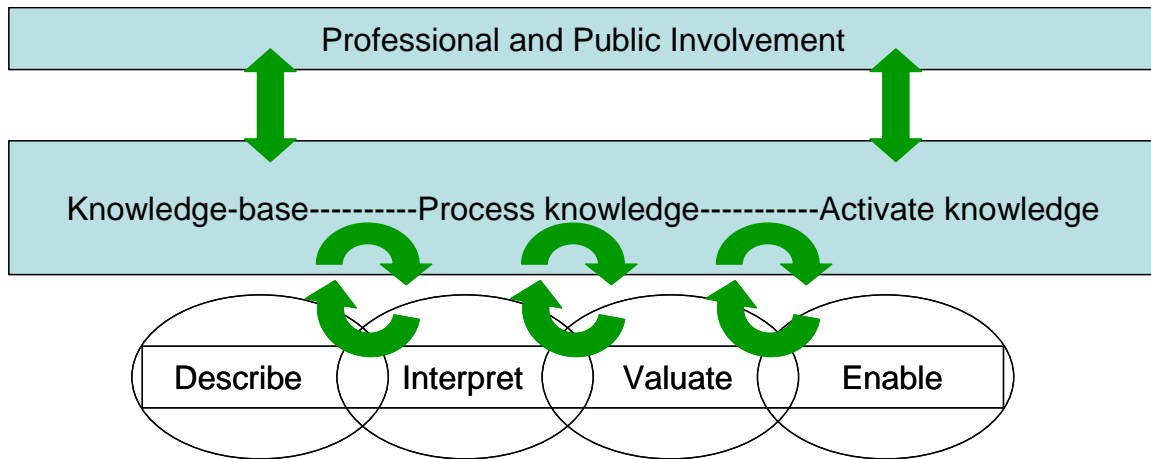 Professional and Public Involvement
Knowledge-base----------Process knowledge-----------Activate knowledge
Describe Interpret Valuate Enable